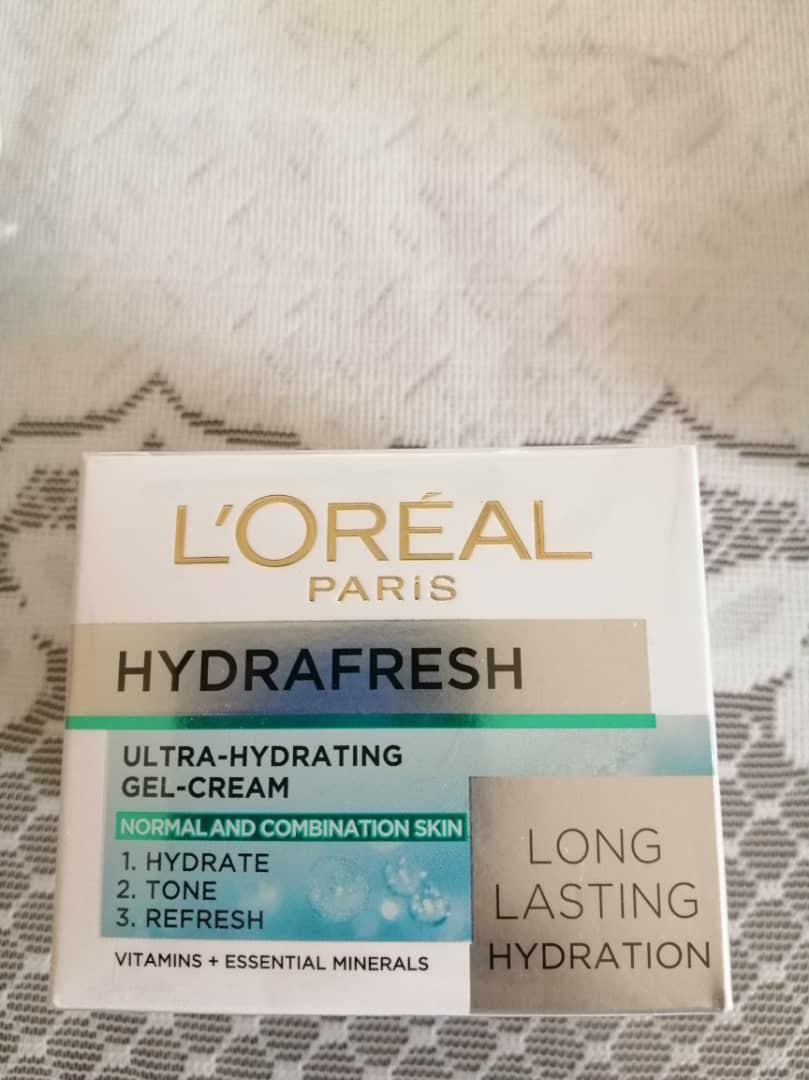 L'ORÉAL
PARiS
HYDRAFRESH
ULTRA-HYDRATING
GEL-CREAM
NORMAL AND COMBINATION SKIN
1. HYDRATE
2. TONE
3. REFRESH
VITAMINS + ESSENTIAL MINERALS
LONG
LASTING
HYDRATION